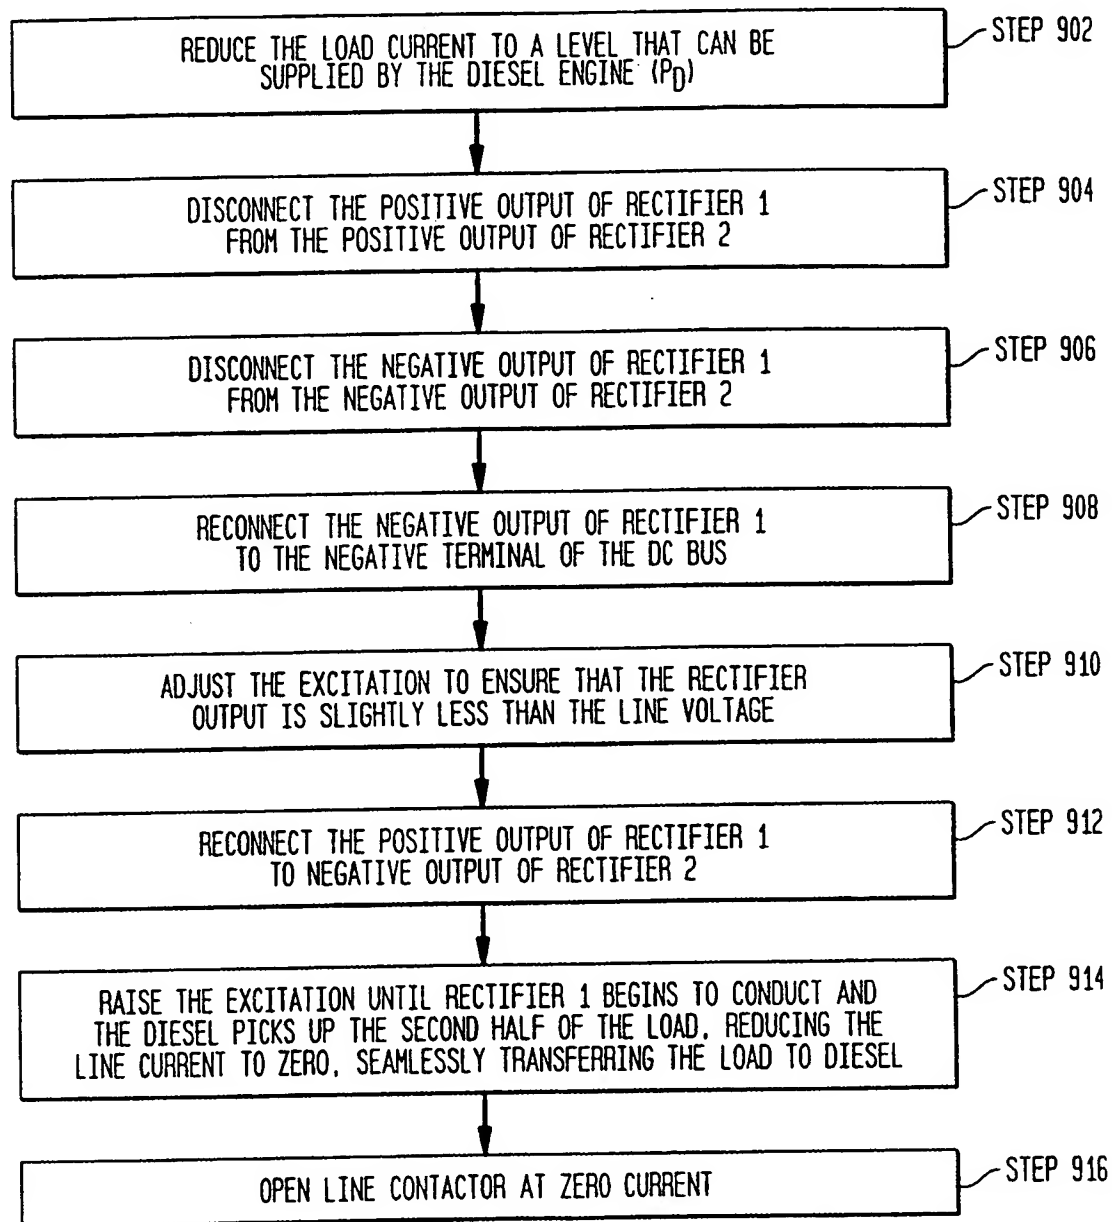 REDUCE THE LOAD CURRENT TO A LEVEL THAT CAN BE
SUPPLIED BY THE DIESEL ENGINE (PD)
STEP 902
DISCONNECT THE POSITIVE OUTPUT OF RECTIFIER 1
FROM THE POSITIVE OUTPUT OF RECTIFIER 2
STEP 904
DISCONNECT THE NEGATIVE OUTPUT OF RECTIFIER 1
FROM THE NEGATIVE OUTPUT OF RECTIFIER 2
STEP 906
RECONNECT THE NEGATIVE OUTPUT OF RECTIFIER 1
TO THE NEGATIVE TERMINAL OF THE DC BUS
STEP 908
ADJUST THE EXCITATION TO ENSURE THAT THE RECTIFIER
OUTPUT IS SLIGHTLY LESS THAN THE LINE VOLTAGE
STEP 910
RECONNECT THE POSITIVE OUTPUT OF RECTIFIER 1
TO NEGATIVE OUTPUT OF RECTIFIER 2
STEP 912
RAISE THE EXCITATION UNTIL RECTIFIER 1 BEGINS TO CONDUCT AND
THE DIESEL PICKS UP THE SECOND HALF OF THE LOAD, REDUCING THE
LINE CURRENT TO ZERO, SEAMLESSLY TRANSFERRING THE LOAD TO DIESEL
STEP 914
OPEN LINE CONTACTOR AT ZERO CURRENT
STEP 916